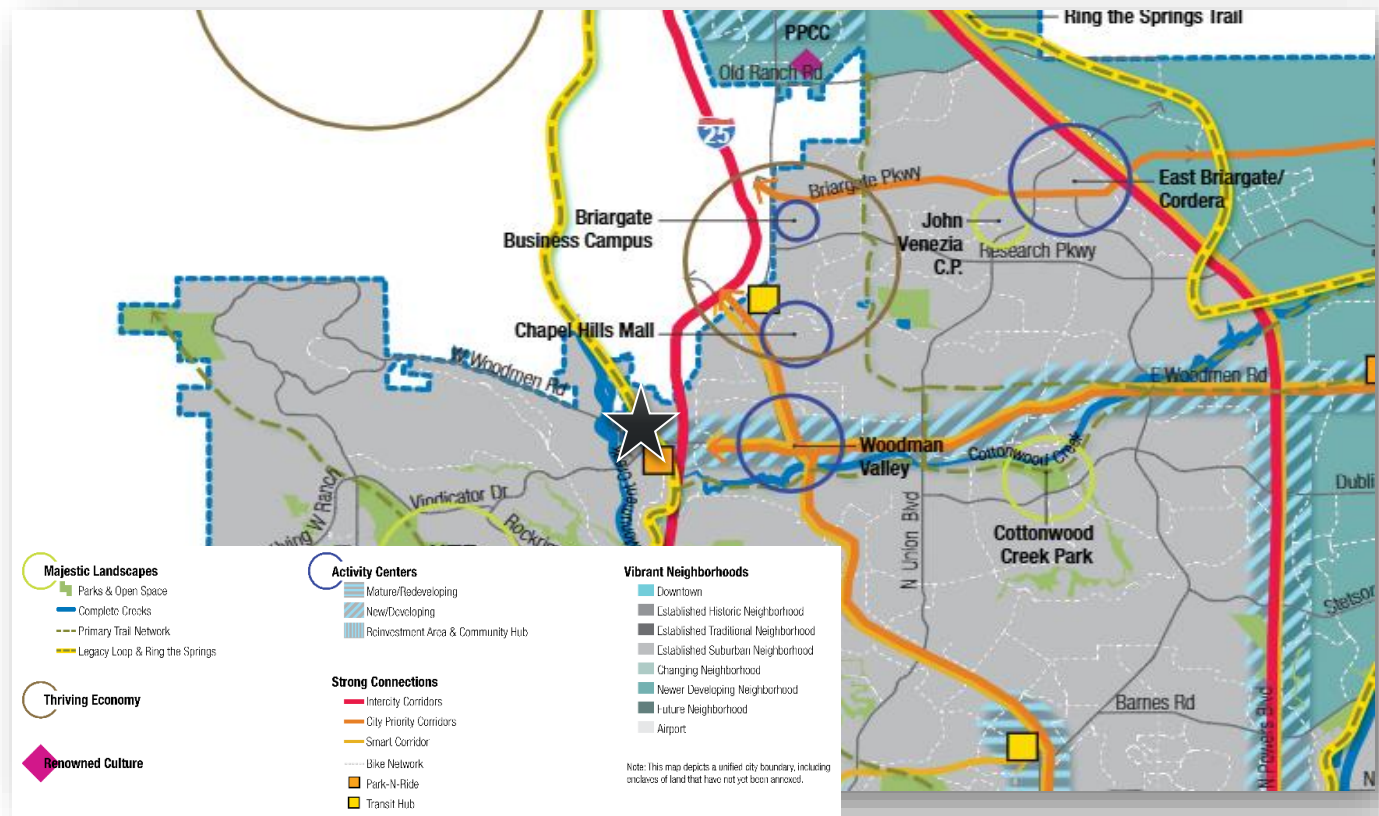 Ring the Springs Trail
PPCC
Old Ranch Rd
25
Briargate Pkwy
East Briargate/
Cordera
Briargate
Business Campus
John
Venezia
C.P.
Research Pkwy
Chapel Hills Mall
W Woodmen Rd
E Woodmen Rd
Woodman
Valley
Cottonwood Creek
Vindicator Dr
N Union Blvd
Cottonwood
Creek Park
Barnes Rd
N Powers Blvd
N
Majestic Landscapes
Parks & Open Space
Complete Creeks
Primary Trail Network
Legacy Loop & Ring the Springs
Thriving Economy
Renowned Culture
Activity Centers
Mature/Redeveloping
New/Developing
Reinvestment Area & Community Hub
Strong Connections
Intercity Corridors
City Priority Corridors
Smart Corridor
Bike Network
Park-N-Ride
Transit Hub
Vibrant Neighborhoods
Downtown
Established Historic Neighborhood
Established Traditional Neighborhood
Established Suburban Neighborhood
Changing Neighborhood
Newer Developing Neighborhood
Future Neighborhood
Airport
Note: This map depicts a unified city boundary, including
enclaves of land that have not yet been annexed.